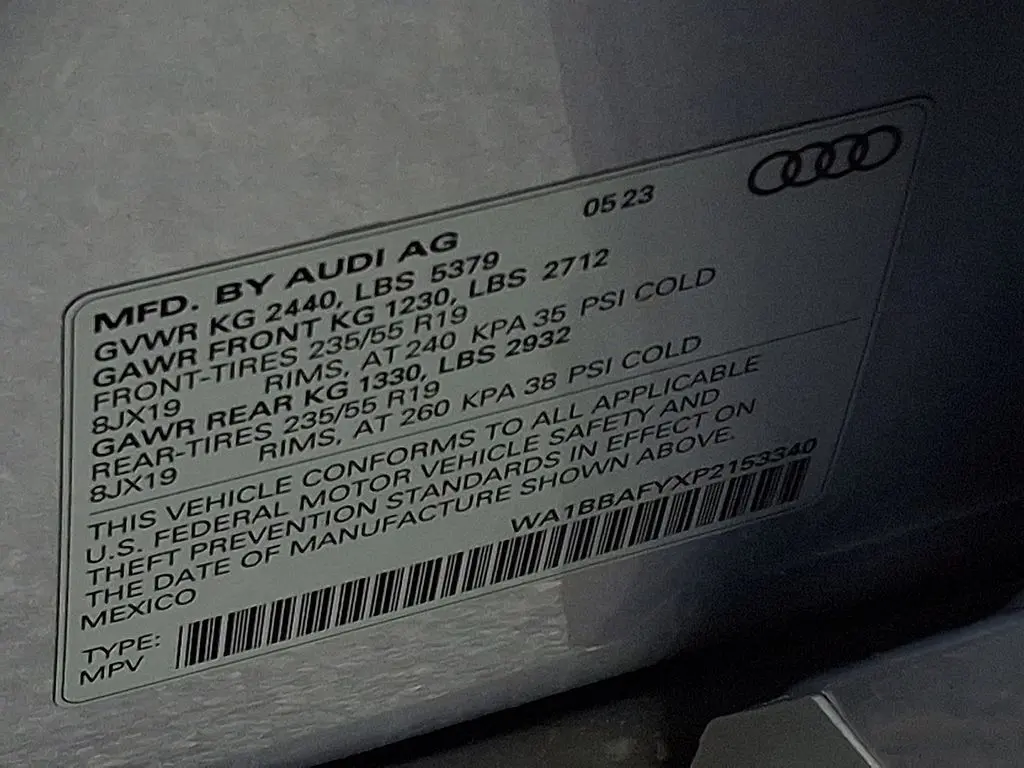 05 23
MFD. BY AUDI AG
GVWR KG 2440, LBS 5379
GAWR FRONT KG 1230, LBS 2712
FRONT-TIRES 235/55 R19
8JX19 RIMS, AT 240 KPA 35 PSI COLD
GAWR REAR KG 1330, LBS 2932
REAR-TIRES 235/55 R19
8JX19 RIMS, AT 260 KPA 38 PSI COLD
THIS VEHICLE CONFORMS TO ALL APPLICABLE
U.S. FEDERAL MOTOR VEHICLE SAFETY AND
THEFT PREVENTION STANDARDS IN EFFECT ON
THE DATE OF MANUFACTURE SHOWN ABOVE.
MEXICO
WA1BBAFYXP2153340
TYPE:
MPV